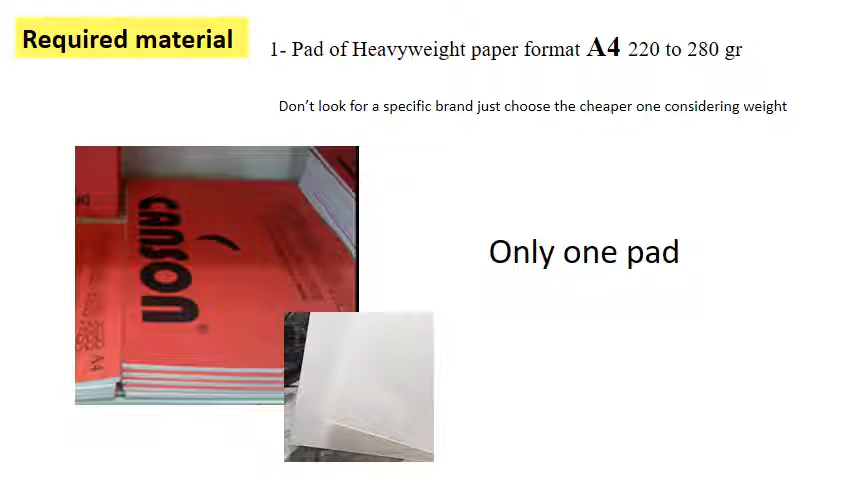 Required material
1- Pad of Heavyweight paper format A4 220 to 280 gr
Don't look for a specific brand just choose the cheaper one considering weight
CANSON
®
A4
Only one pad